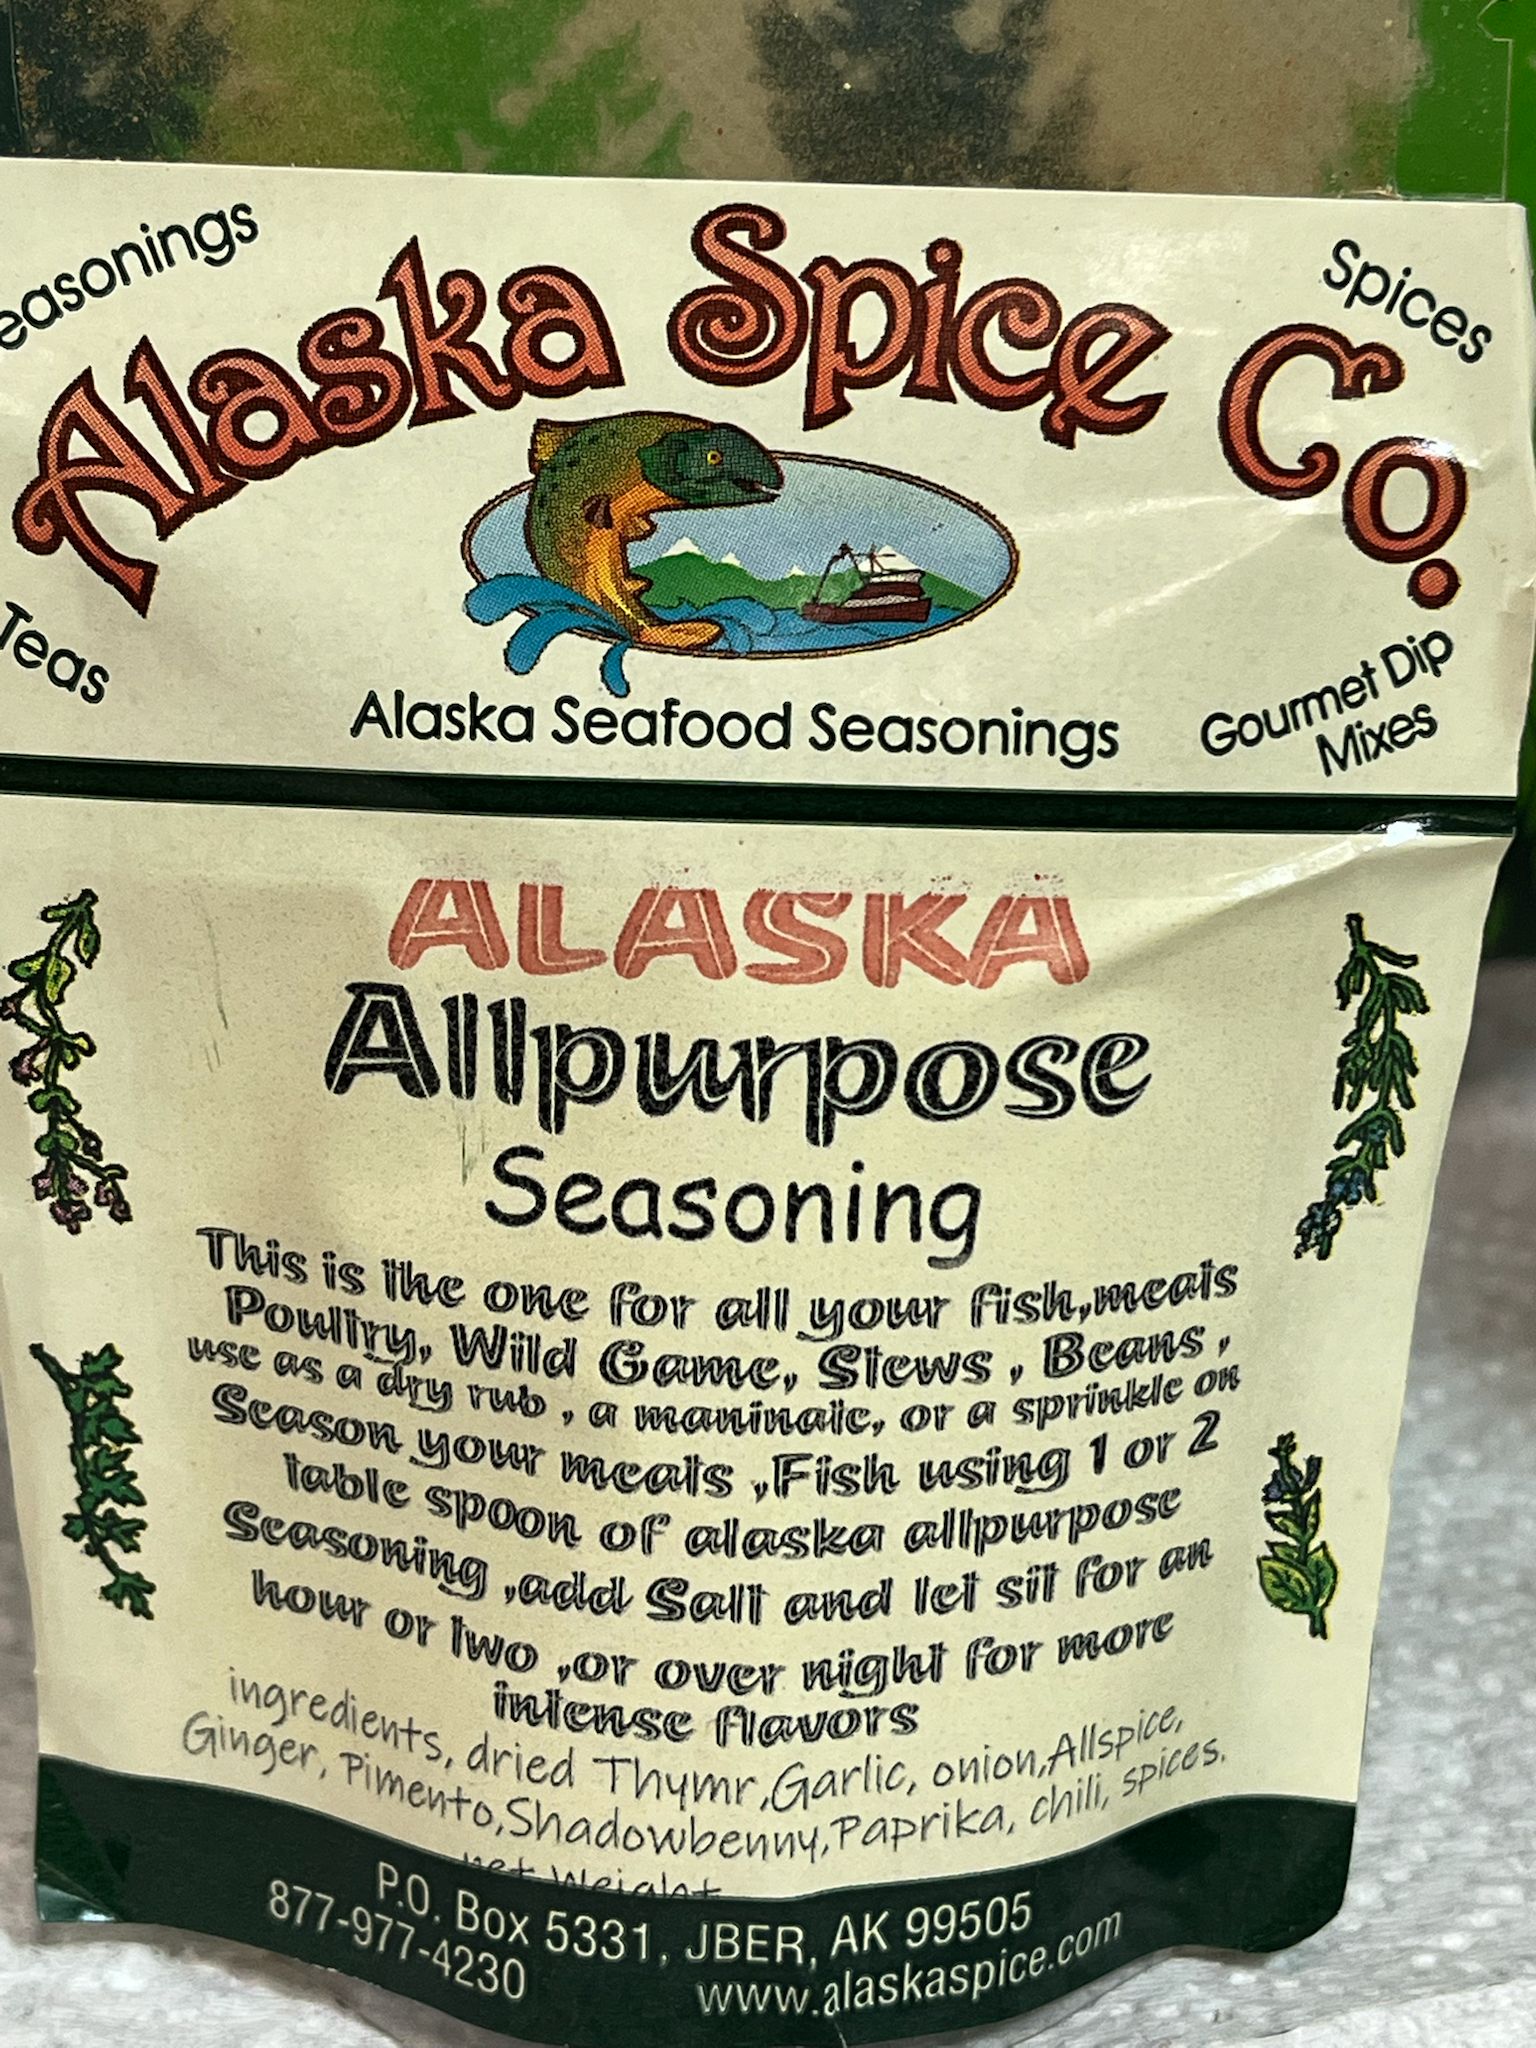 easonings
Alaska Spice Co.
Spices
Teas
Alaska Seafood Seasonings
Gourmet Dip
Mixes
ALASKA
Allpurpose
Seasoning
This is the one for all your fish,meats
Poultry, Wild Game, Stews , Beans ,
use as a dry rub , a maninate, or a sprinkle on
Season your meats ,Fish using 1 or 2
table spoon of alaska allpurpose
Seasoning ,add Salt and let sit for an
hour or two ,or over night for more
intense flavors
ingredients, dried Thymr,Garlic, onion,Allspice,
Ginger, Pimento,Shadowbenny,Paprika, chili, spices.
net Weight
P.O. Box 5331, JBER, AK 99505
877-977-4230
www.alaskaspice.com